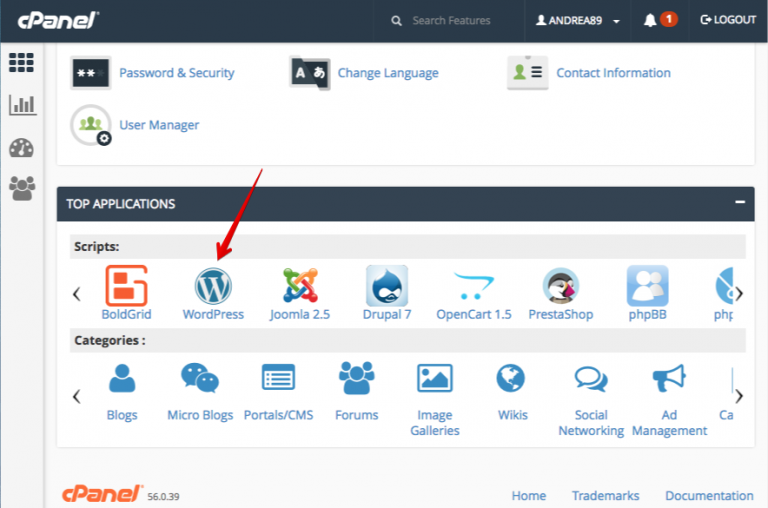 cPanel
Search Features
ANDREA89
1
LOGOUT
Password & Security
Change Language
Contact Information
User Manager
TOP APPLICATIONS
Scripts:
BoldGrid
WordPress
Joomla 2.5
Drupal 7
OpenCart 1.5
PrestaShop
phpBB
php
Categories :
Blogs
Micro Blogs
Portals/CMS
Forums
Image
Galleries
Wikis
Social
Networking
Ad
Management
Ca
cPanel
56.0.39
Home
Trademarks
Documentation